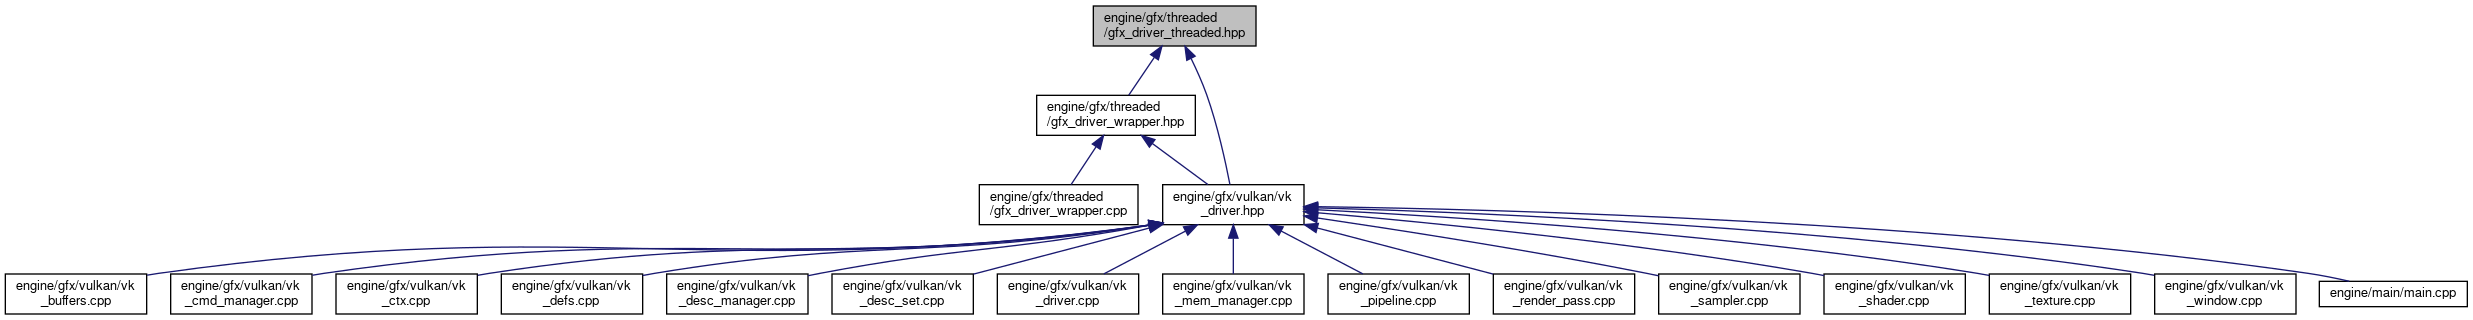 engine/gfx/threaded
/gfx_driver_threaded.hpp
engine/gfx/threaded
/gfx_driver_wrapper.hpp
engine/gfx/threaded
/gfx_driver_wrapper.cpp
engine/gfx/vulkan/vk
_driver.hpp
engine/gfx/vulkan/vk
_buffers.cpp
engine/gfx/vulkan/vk
_cmd_manager.cpp
engine/gfx/vulkan/vk
_ctx.cpp
engine/gfx/vulkan/vk
_defs.cpp
engine/gfx/vulkan/vk
_desc_manager.cpp
engine/gfx/vulkan/vk
_desc_set.cpp
engine/gfx/vulkan/vk
_driver.cpp
engine/gfx/vulkan/vk
_mem_manager.cpp
engine/gfx/vulkan/vk
_pipeline.cpp
engine/gfx/vulkan/vk
_render_pass.cpp
engine/gfx/vulkan/vk
_sampler.cpp
engine/gfx/vulkan/vk
_shader.cpp
engine/gfx/vulkan/vk
_texture.cpp
engine/gfx/vulkan/vk
_window.cpp
engine/main/main.cpp